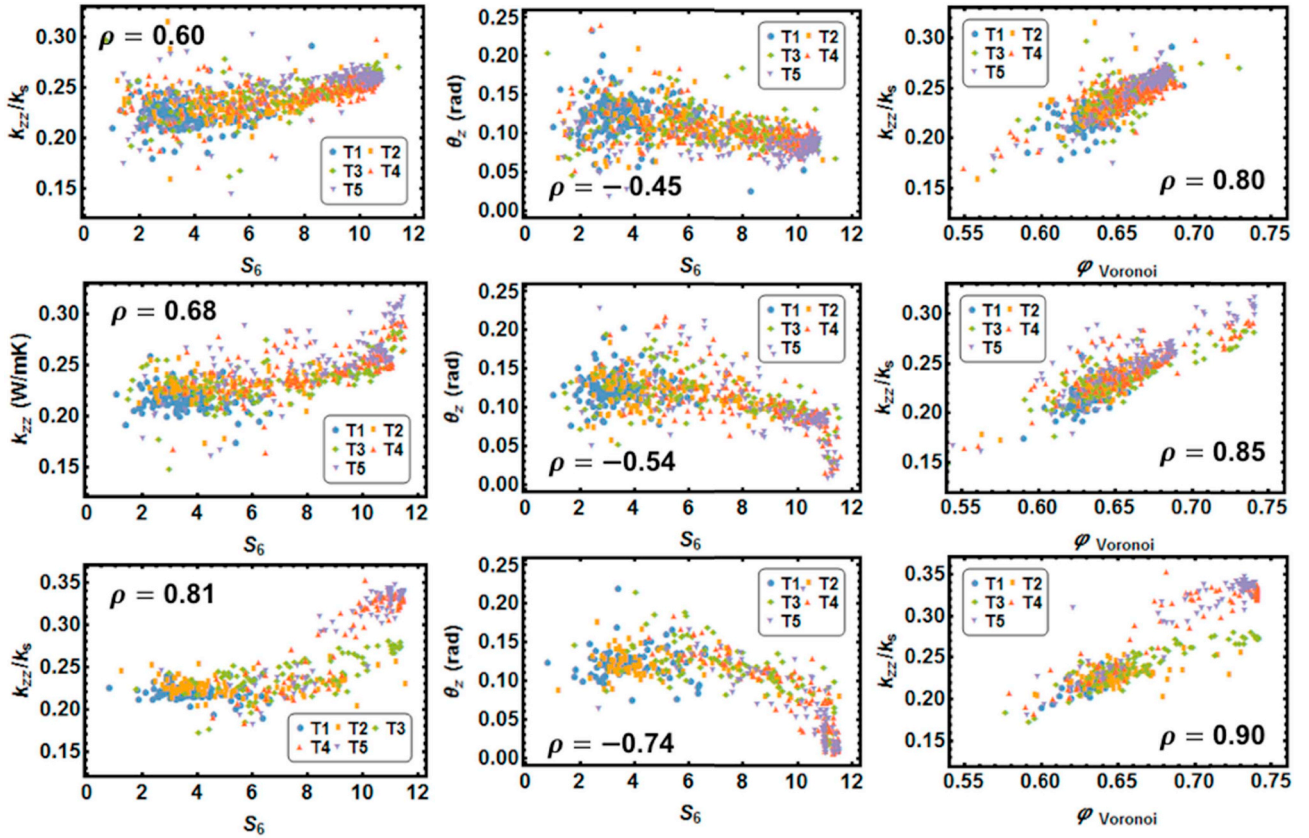 ρ = 0.60
k_zz/k_s
0.30
0.25
0.20
0.15
T1 T2
T3 T4
T5
0 2 4 6 8 10 12
S_6
θ_z (rad)
0.25
0.20
0.15
0.10
0.05
0.00
T1 T2
T3 T4
T5
ρ = − 0.45
0 2 4 6 8 10 12
S_6
k_zz/k_s
0.30
0.25
0.20
0.15
T1 T2
T3 T4
T5
ρ = 0.80
0.55 0.60 0.65 0.70 0.75
φ Voronoi
ρ = 0.68
k_zz (W/mK)
0.30
0.25
0.20
0.15
T1 T2
T3 T4
T5
0 2 4 6 8 10 12
S_6
θ_z (rad)
0.25
0.20
0.15
0.10
0.05
0.00
T1 T2
T3 T4
T5
ρ = −0.54
0 2 4 6 8 10 12
S_6
k_zz/k_s
0.30
0.25
0.20
0.15
T1 T2
T3 T4
T5
ρ = 0.85
0.55 0.60 0.65 0.70 0.75
φ Voronoi
ρ = 0.81
k_zz/k_s
0.35
0.30
0.25
0.20
0.15
T1 T2 T3
T4 T5
0 2 4 6 8 10 12
S_6
θ_z (rad)
0.25
0.20
0.15
0.10
0.05
0.00
T1 T2
T3 T4
T5
ρ = −0.74
0 2 4 6 8 10 12
S_6
k_zz/k_s
0.35
0.30
0.25
0.20
0.15
T1 T2
T3 T4
T5
ρ = 0.90
0.55 0.60 0.65 0.70 0.75
φ Voronoi